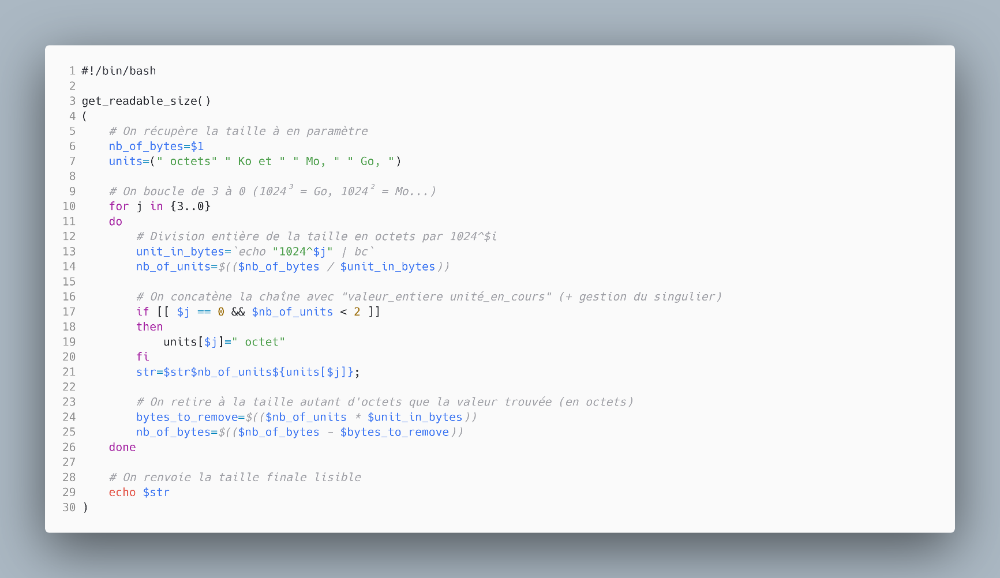 1 #!/bin/bash
2
3 get_readable_size()
4 (
5     # On récupère la taille à en paramètre
6     nb_of_bytes=$1
7     units=(" octets" " Ko et " " Mo, " " Go, ")
8
9     # On boucle de 3 à 0 (1024³ = Go, 1024² = Mo...)
10     for j in {3..0}
11     do
12         # Division entière de la taille en octets par 1024^$i
13         unit_in_bytes=`echo "1024^$j" | bc`
14         nb_of_units=$(($nb_of_bytes / $unit_in_bytes))
15
16         # On concatène la chaîne avec "valeur_entiere unité_en_cours" (+ gestion du singulier)
17         if [[ $j == 0 && $nb_of_units < 2 ]]
18         then
19             units[$j]=" octet"
20         fi
21         str=$str$nb_of_units${units[$j]};
22
23         # On retire à la taille autant d'octets que la valeur trouvée (en octets)
24         bytes_to_remove=$(($nb_of_units * $unit_in_bytes))
25         nb_of_bytes=$(($nb_of_bytes - $bytes_to_remove))
26     done
27
28     # On renvoie la taille finale lisible
29     echo $str
30 )